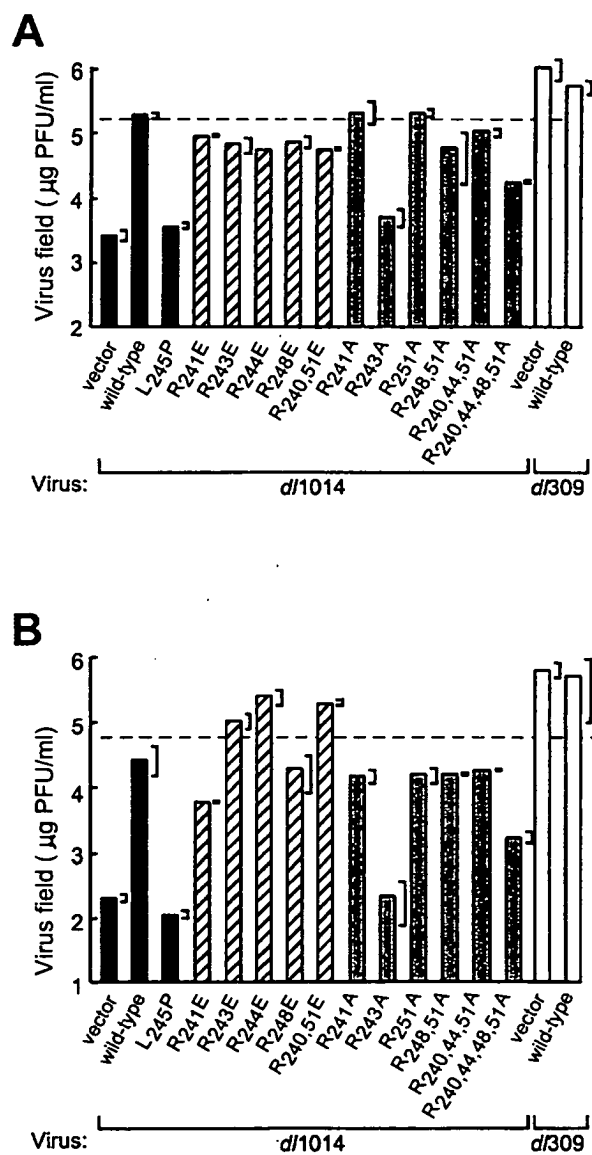 A
Virus field (μg PFU/ml)
6
5
4
3
2
vector
wild-type
L245P
R241E
R243E
R244E
R248E
R240,51E
R241A
R243A
R251A
R248,51A
R240,44,51A
R240,44,48,51A
vector
wild-type
Virus:
dl1014
dl309
B
Virus field (μg PFU/ml)
6
5
4
3
2
1
vector
wild-type
L245P
R241E
R243E
R244E
R248E
R240,51E
R241A
R243A
R251A
R248,51A
R240,44,51A
R240,44,48,51A
vector
wild-type
Virus:
dl1014
dl309